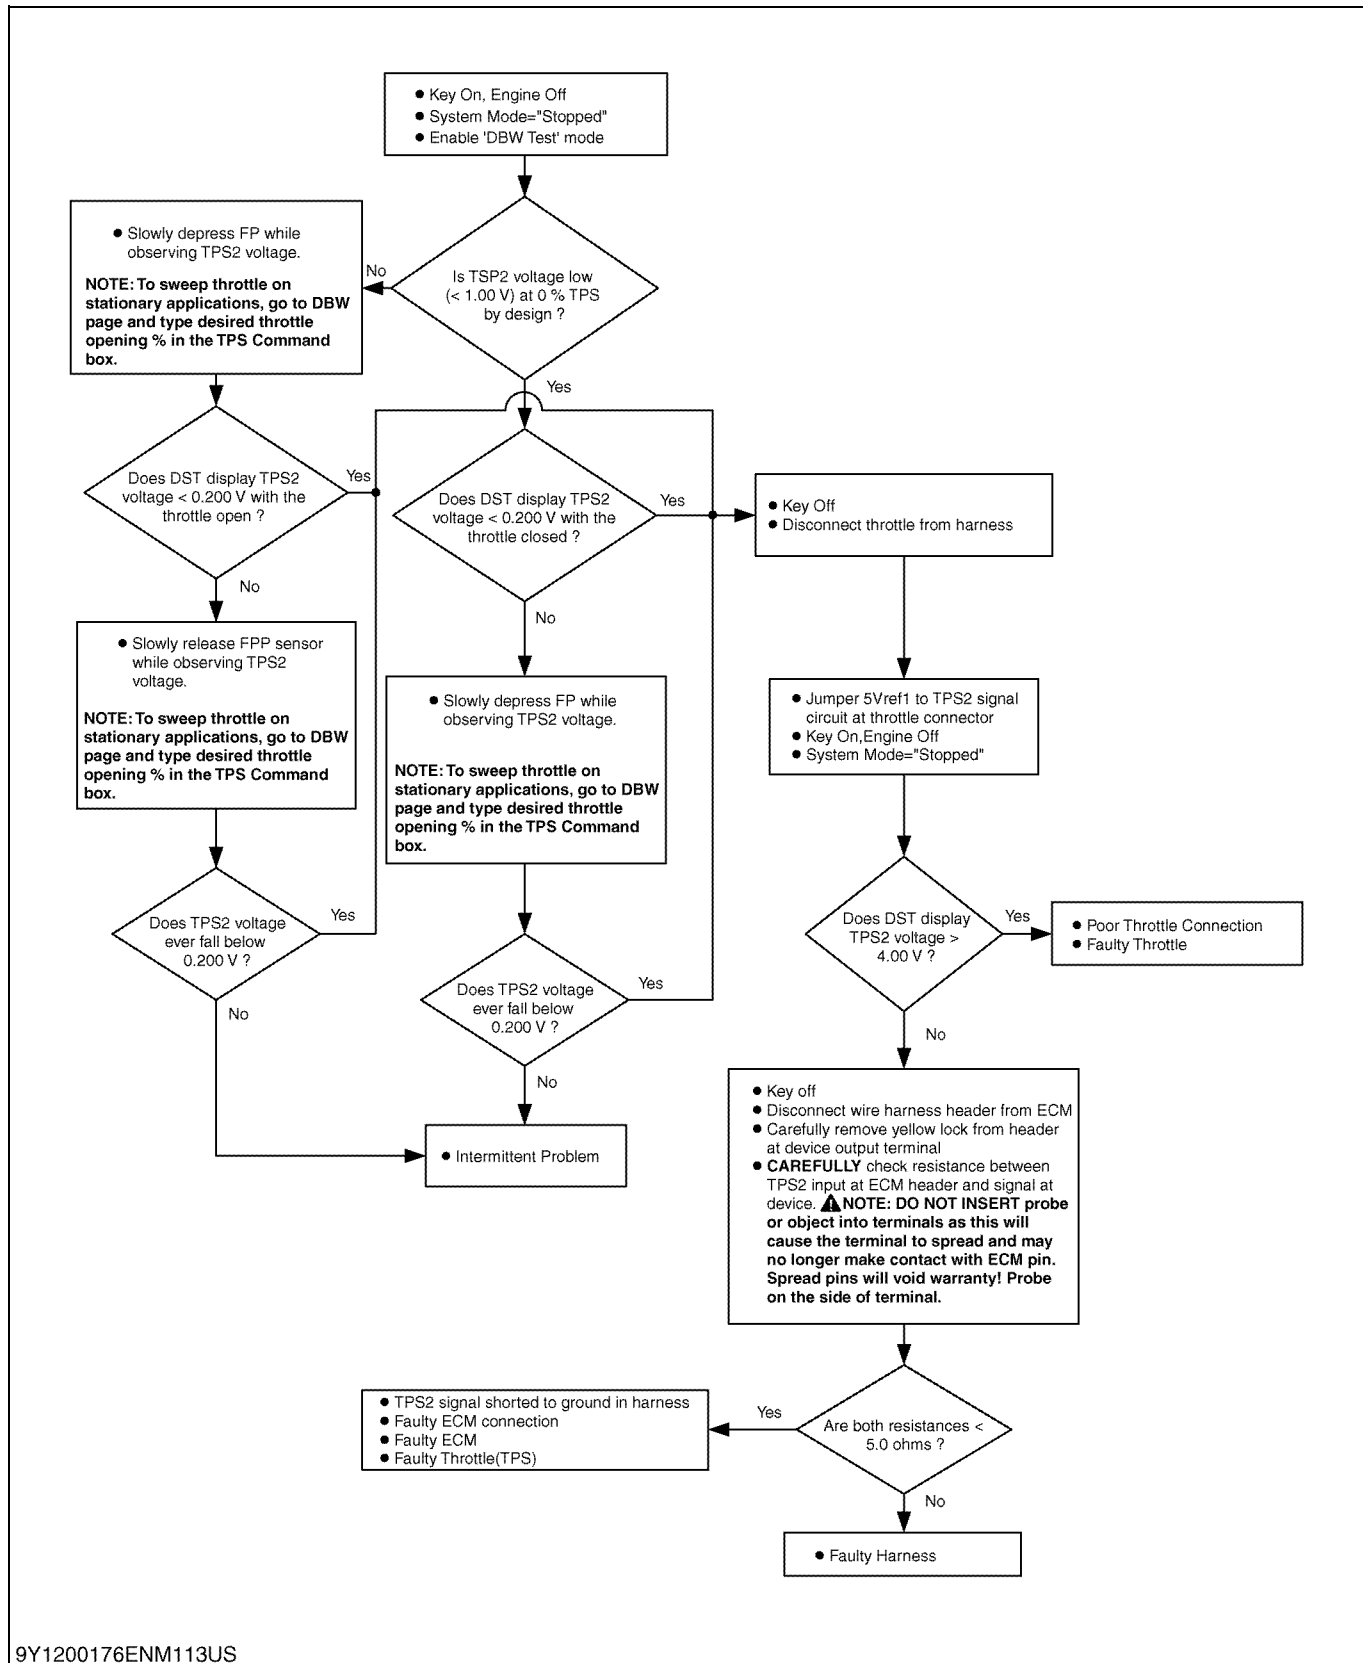 ● Key On, Engine Off
● System Mode="Stopped"
● Enable 'DBW Test' mode
● Slowly depress FP while
observing TPS2 voltage.
NOTE: To sweep throttle on
stationary applications, go to DBW
page and type desired throttle
opening % in the TPS Command
box.
No
Is TSP2 voltage low
(< 1.00 V) at 0 % TPS
by design ?
Yes
Does DST display TPS2
voltage < 0.200 V with the
throttle open ?
Yes
No
Does DST display TPS2
voltage < 0.200 V with the
throttle closed ?
Yes
No
● Key Off
● Disconnect throttle from harness
● Slowly release FPP sensor
while observing TPS2
voltage.
NOTE: To sweep throttle on
stationary applications, go to DBW
page and type desired throttle
opening % in the TPS Command
box.
● Slowly depress FP while
observing TPS2 voltage.
NOTE: To sweep throttle on
stationary applications, go to DBW
page and type desired throttle
opening % in the TPS Command
box.
● Jumper 5Vref1 to TPS2 signal
circuit at throttle connector
● Key On,Engine Off
● System Mode="Stopped"
Does TPS2 voltage
ever fall below
0.200 V ?
Yes
No
Does TPS2 voltage
ever fall below
0.200 V ?
Yes
No
Does DST display
TPS2 voltage >
4.00 V ?
Yes
No
● Poor Throttle Connection
● Faulty Throttle
● Intermittent Problem
● Key off
● Disconnect wire harness header from ECM
● Carefully remove yellow lock from header
at device output terminal
● CAREFULLY check resistance between
TPS2 input at ECM header and signal at
device. NOTE: DO NOT INSERT probe
or object into terminals as this will
cause the terminal to spread and may
no longer make contact with ECM pin.
Spread pins will void warranty! Probe
on the side of terminal.
● TPS2 signal shorted to ground in harness
● Faulty ECM connection
● Faulty ECM
● Faulty Throttle(TPS)
Yes
Are both resistances <
5.0 ohms ?
No
● Faulty Harness
9Y1200176ENM113US